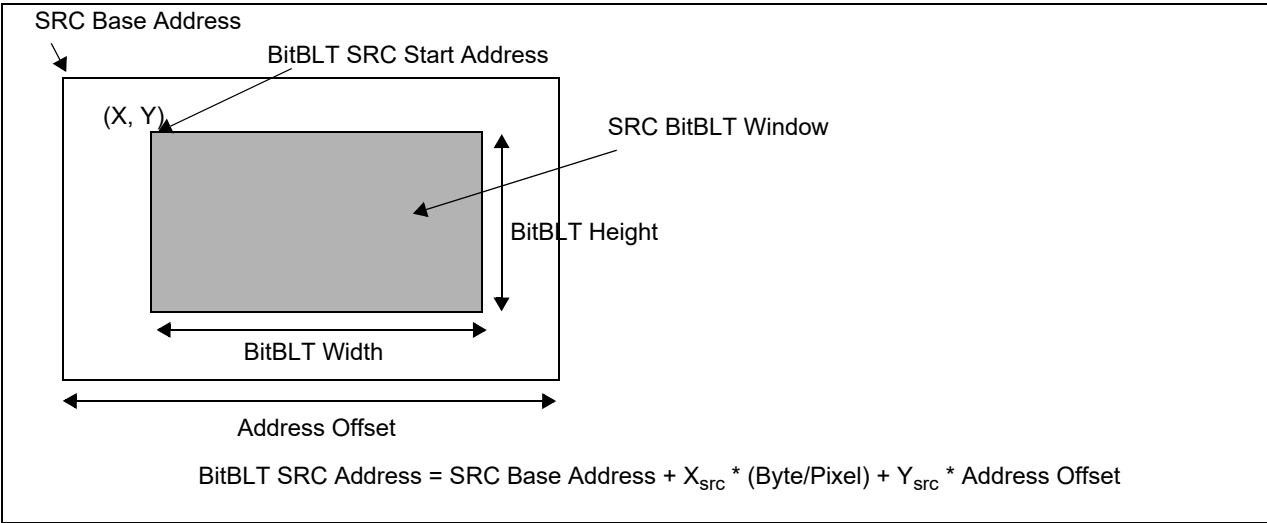 SRC Base Address
BitBLT SRC Start Address
(X, Y)
SRC BitBLT Window
BitBLT Height
BitBLT Width
Address Offset
BitBLT SRC Address = SRC Base Address + Xsrc * (Byte/Pixel) + Ysrc * Address Offset